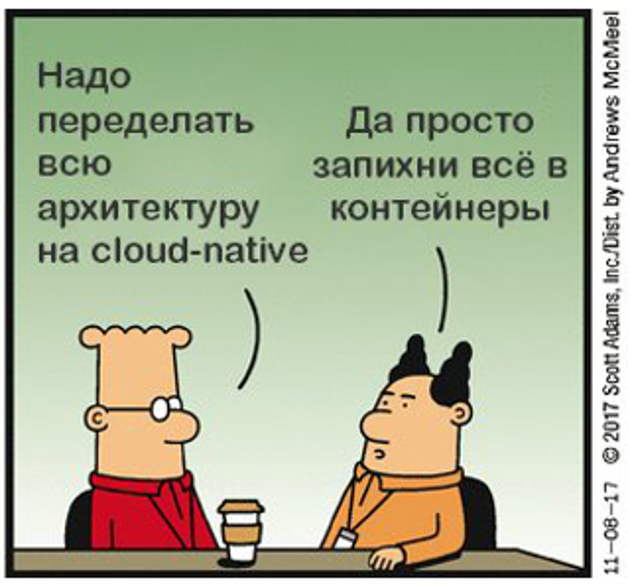 Надо
переделать
всю
архитектуру
на cloud-native
Да просто
запихни всё в
контейнеры
11-08-17 © 2017 Scott Adams, Inc./Dist. by Andrews McMeel